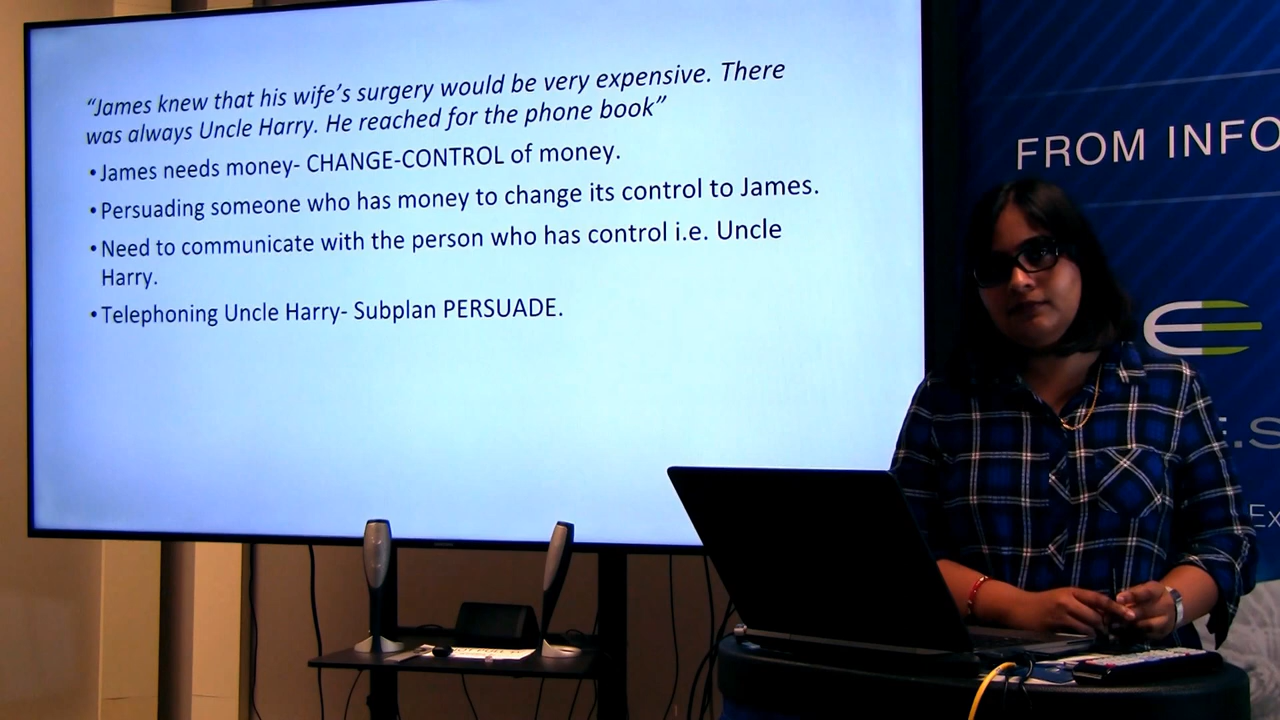 “James knew that his wife’s surgery would be very expensive. There
was always Uncle Harry. He reached for the phone book”
•James needs money- CHANGE-CONTROL of money.
•Persuading someone who has money to change its control to James.
•Need to communicate with the person who has control i.e. Uncle
Harry.
•Telephoning Uncle Harry- Subplan PERSUADE.
FROM INFO
E.S
Ex